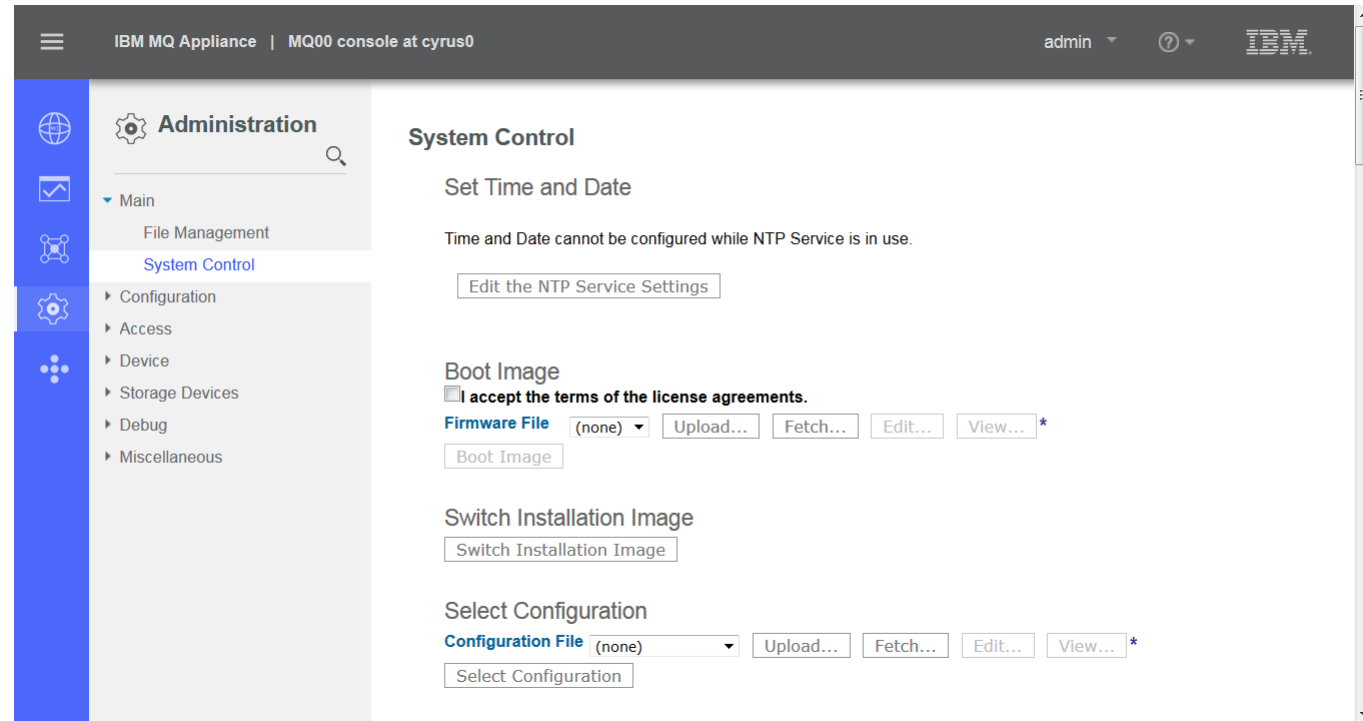 IBM MQ Appliance | MQ00 console at cyrus0
admin
?
IBM.
Administration
Main
File Management
System Control
Configuration
Access
Device
Storage Devices
Debug
Miscellaneous
System Control
Set Time and Date
Time and Date cannot be configured while NTP Service is in use.
Edit the NTP Service Settings
Boot Image
I accept the terms of the license agreements.
Firmware File (none) Upload... Fetch... Edit... View... *
Boot Image
Switch Installation Image
Switch Installation Image
Select Configuration
Configuration File (none) Upload... Fetch... Edit... View... *
Select Configuration